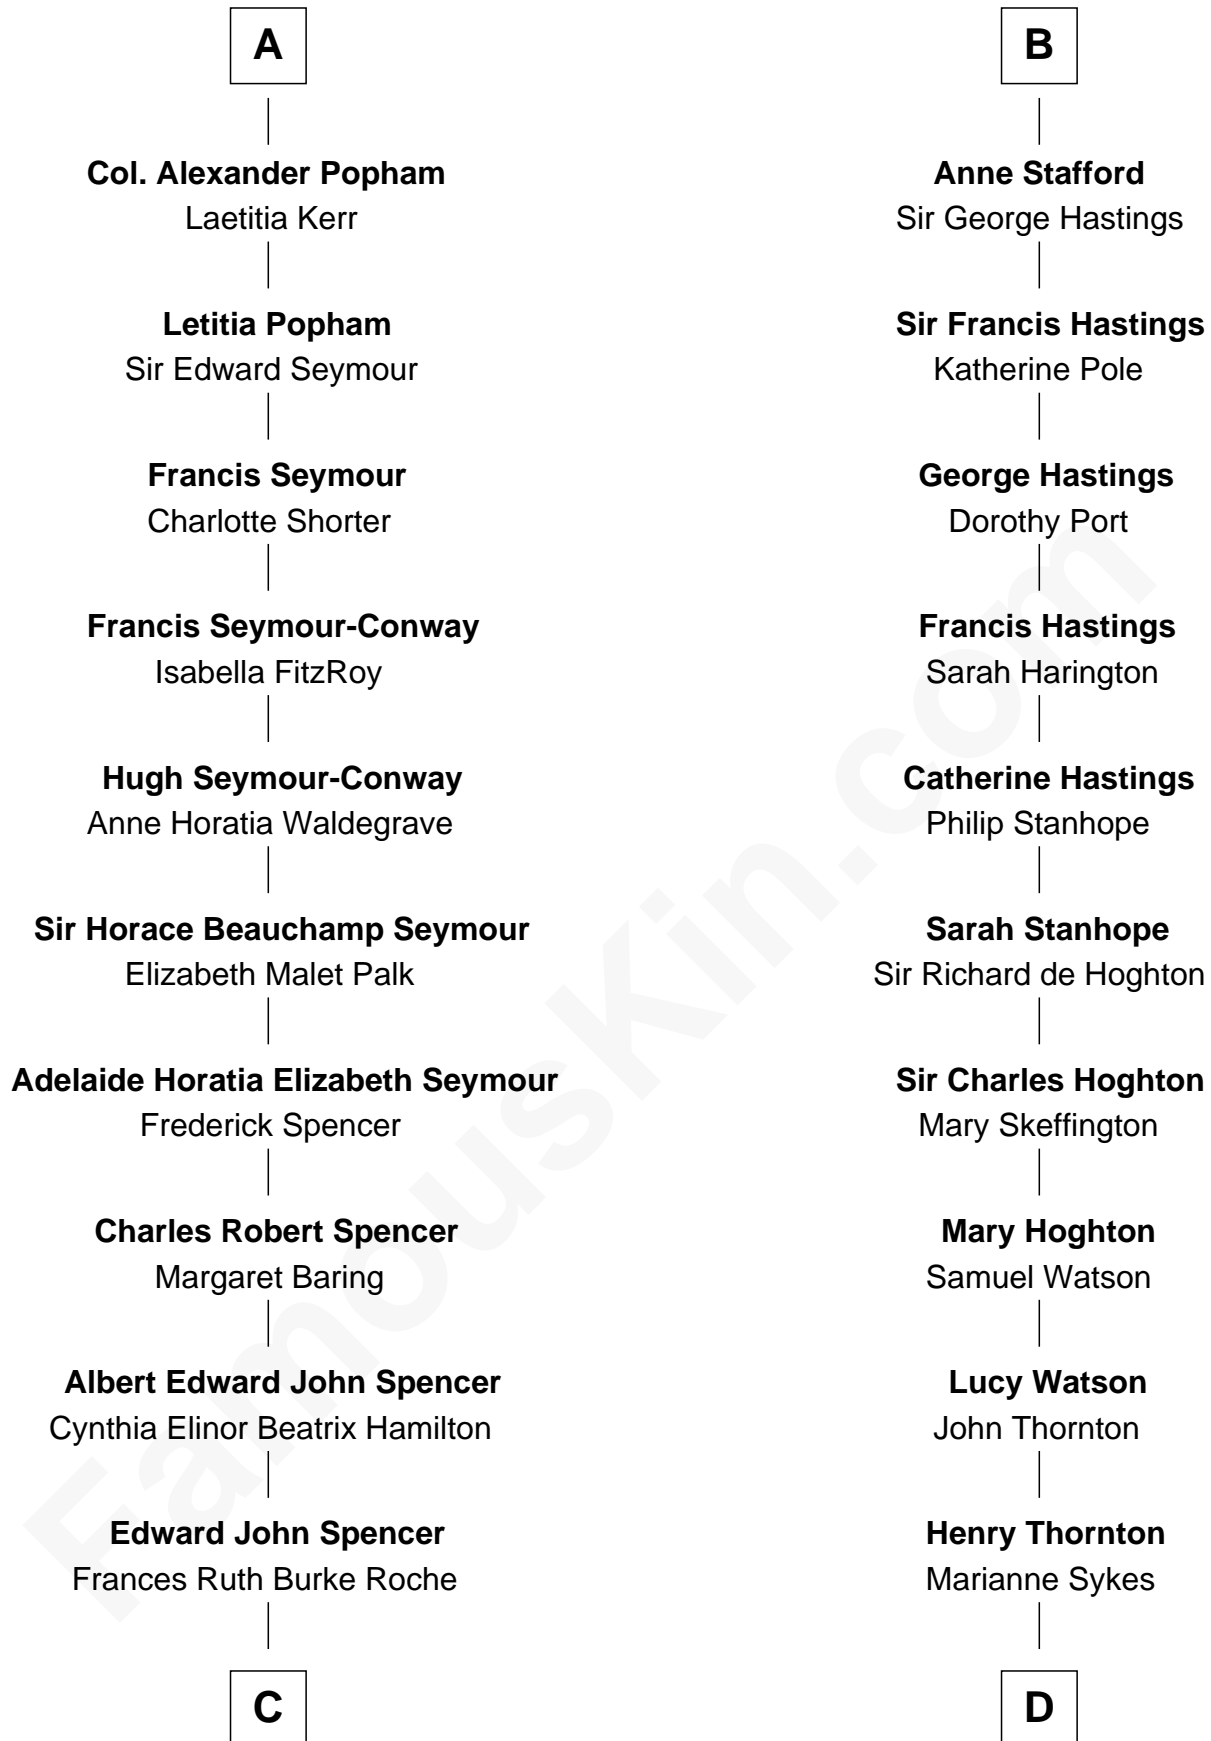 A
Col. Alexander Popham
Laetitia Kerr
Letitia Popham
Sir Edward Seymour
Francis Seymour
Charlotte Shorter
Francis Seymour-Conway
Isabella FitzRoy
Hugh Seymour-Conway
Anne Horatia Waldegrave
Sir Horace Beauchamp Seymour
Elizabeth Malet Palk
Adelaide Horatia Elizabeth Seymour
Frederick Spencer
Charles Robert Spencer
Margaret Baring
Albert Edward John Spencer
Cynthia Elinor Beatrix Hamilton
Edward John Spencer
Frances Ruth Burke Roche
C
B
Anne Stafford
Sir George Hastings
Sir Francis Hastings
Katherine Pole
George Hastings
Dorothy Port
Francis Hastings
Sarah Harington
Catherine Hastings
Philip Stanhope
Sarah Stanhope
Sir Richard de Hoghton
Sir Charles Hoghton
Mary Skeffington
Mary Hoghton
Samuel Watson
Lucy Watson
John Thornton
Henry Thornton
Marianne Sykes
D
FamousKin.com